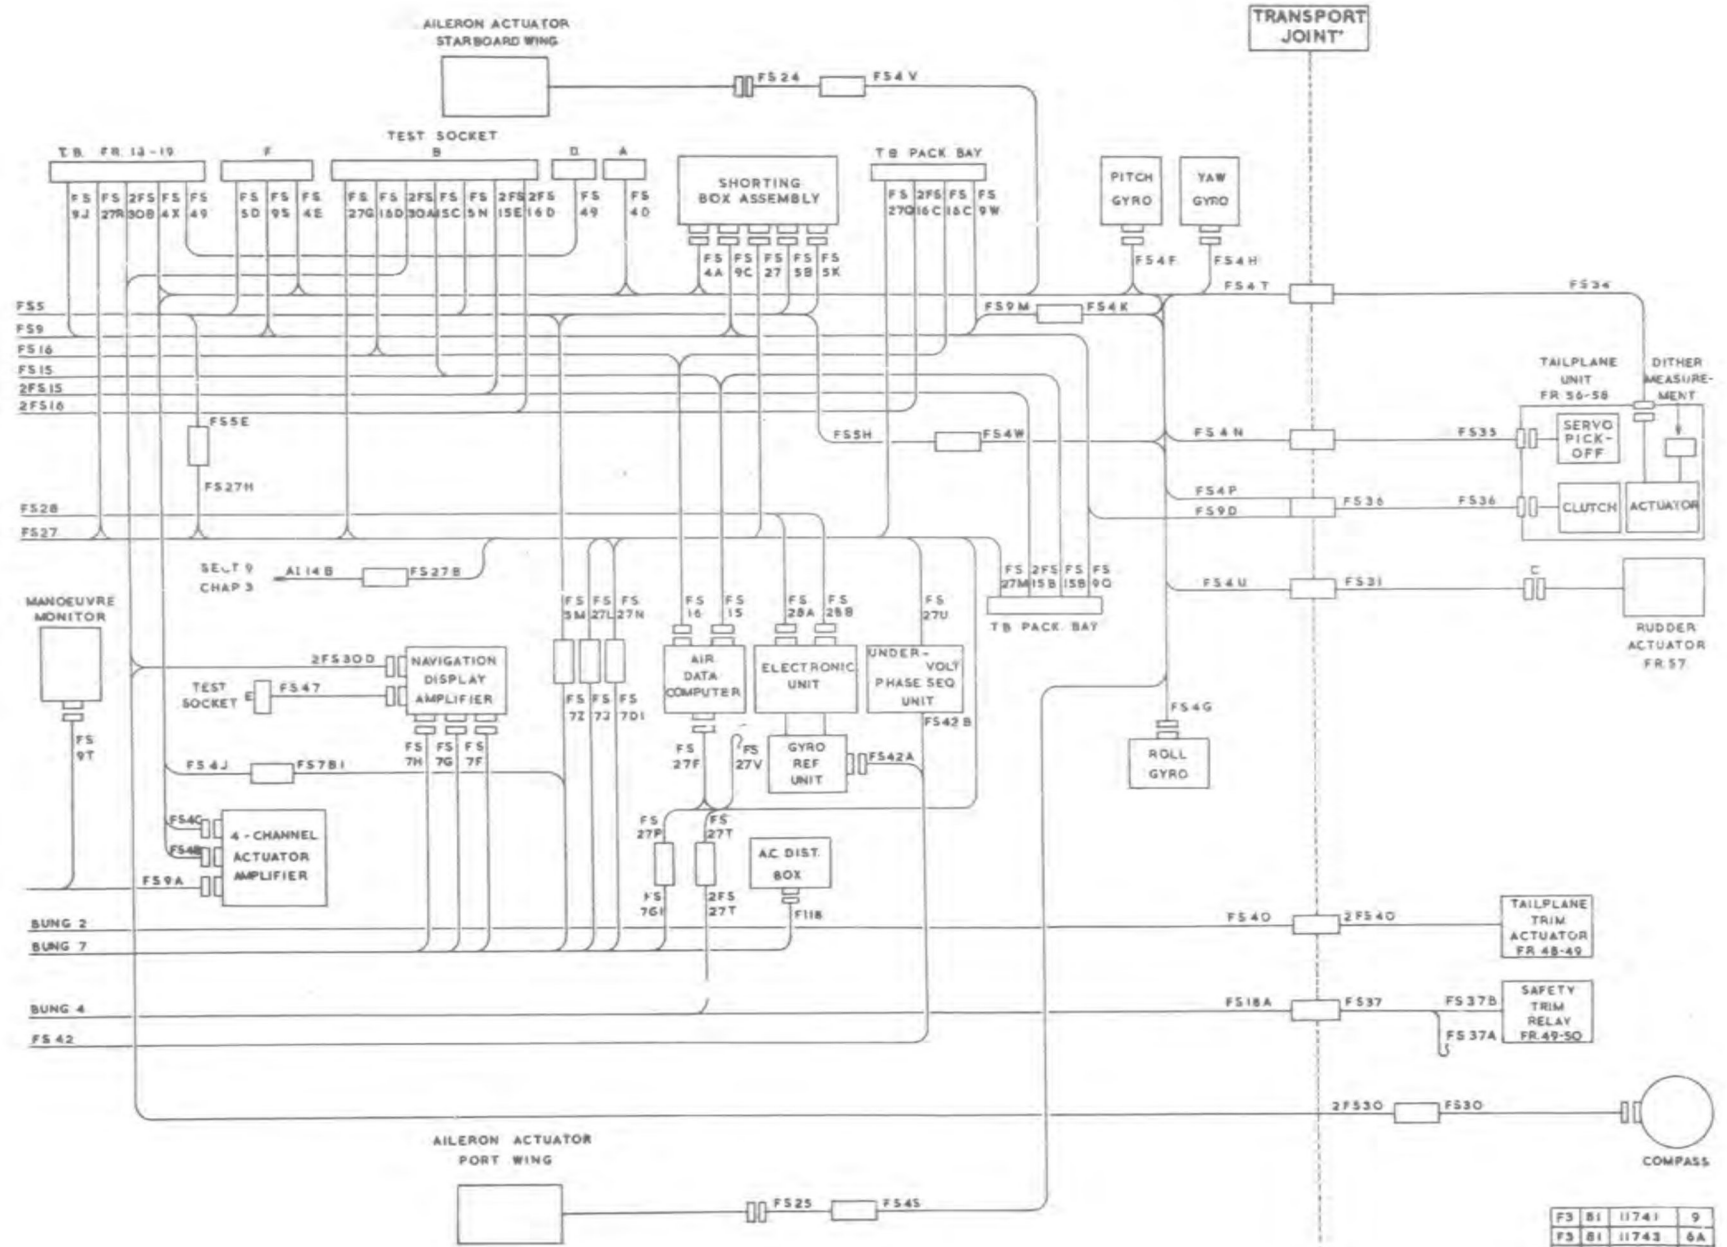 AILERON ACTUATOR
STARBOARD WING
TRANSPORT
JOINT
FS24
FS4V
TEST SOCKET
T.B. FR. 13-19
F
B
D
A
SHORTING
BOX ASSEMBLY
T B PACK BAY
PITCH
GYRO
YAW
GYRO
FS 9J
FS 27R
2FS 30B
FS 4X
FS 49
FS 5D
FS 9S
FS 4E
FS 27G
FS 16D
2FS 30A
FS 15C
FS 5N
2FS 15E
2FS 16D
FS 49
FS 4D
FS 4A
FS 9C
FS 27
FS 5B
FS 5K
FS 27Q
2FS 16C
FS 16C
FS 9W
FS4F
FS4H
FS4T
FS34
FS5
FS9M
FS4K
FS9
FS16
FS15
2FS15
2FS16
TAILPLANE
UNIT
FR 56-58
DITHER
MEASURE-
MENT
FS5E
FS5H
FS4W
FS4N
FS35
SERVO
PICK-
OFF
FS27H
FS4P
FS9D
FS36
FS36
CLUTCH
ACTUATOR
FS28
FS27
SECT 9
CHAP 3
A1 14B
FS27B
FS 27M
2FS 15B
FS 15B
FS 9Q
T B PACK BAY
FS4U
FS31
C
RUDDER
ACTUATOR
FR.57
MANOEUVRE
MONITOR
FS 5M
FS 27L
FS 27N
FS 16
FS 15
FS 28A
FS 28B
FS 27U
2FS30D
NAVIGATION
DISPLAY
AMPLIFIER
TEST
SOCKET E
FS47
AIR
DATA
COMPUTER
ELECTRONIC
UNIT
UNDER-
VOLT
PHASE SEQ
UNIT
FS 7Z
FS 7J
FS 7D1
FS42B
FS4G
FS 9T
FS 7H
FS 7G
FS 7F
FS 27F
FS 27V
GYRO
REF
UNIT
FS42A
ROLL
GYRO
FS4J
FS7B1
FS4C
FS4B
FS9A
4-CHANNEL
ACTUATOR
AMPLIFIER
FS 27P
FS 27T
A.C. DIST.
BOX
FS 7G1
2FS 27T
F118
BUNG 2
BUNG 7
FS40
2FS40
TAILPLANE
TRIM
ACTUATOR
FR 48-49
BUNG 4
FS18A
FS37
FS37B
FS37A
SAFETY
TRIM
RELAY
FR.49-50
FS42
2FS30
FS30
COMPASS
AILERON ACTUATOR
PORT WING
FS25
FS4S
F3 81 11741 9
F3 81 11743 6A